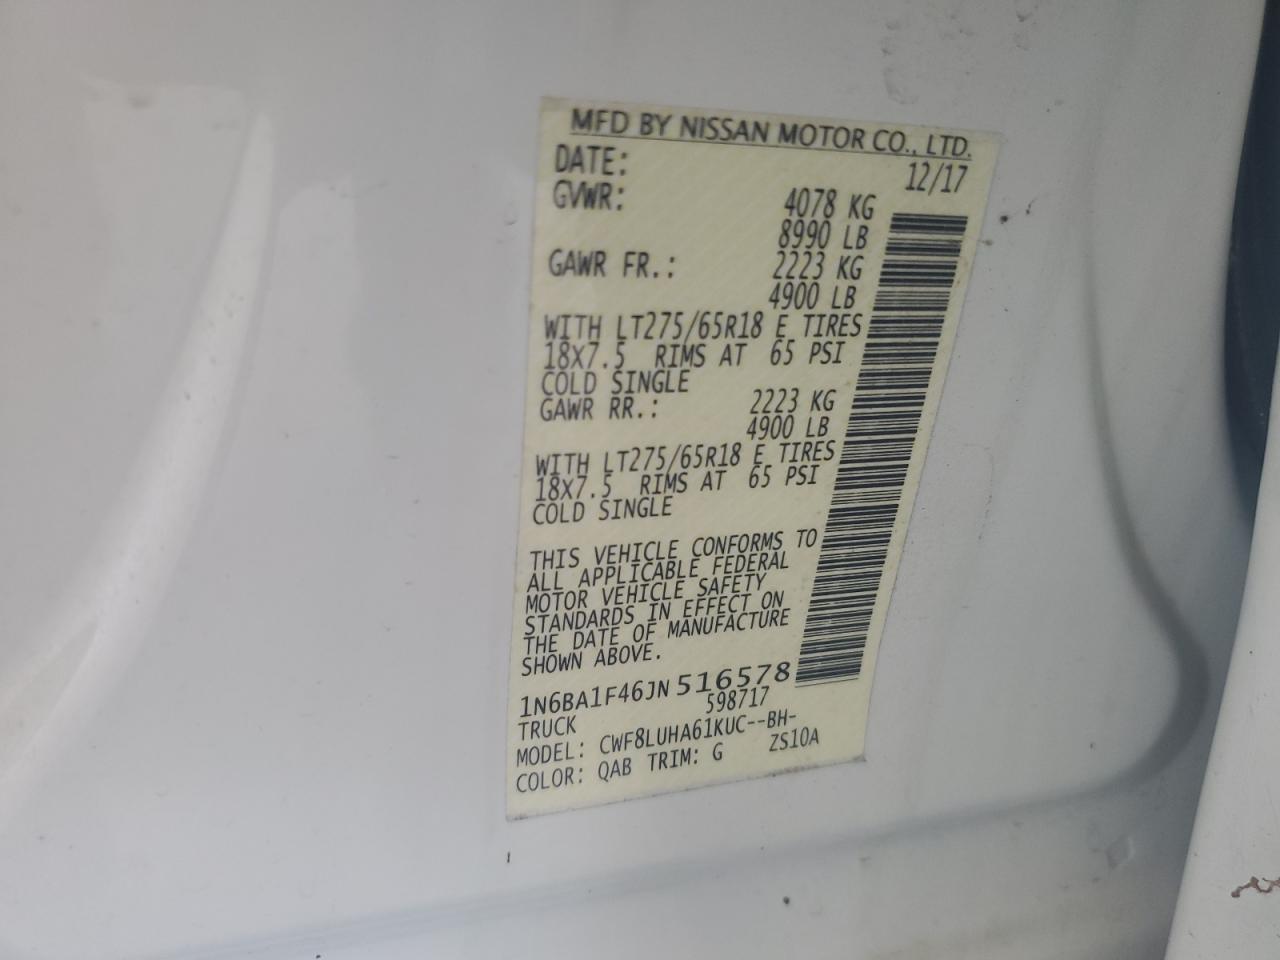 MFD BY NISSAN MOTOR CO., LTD.
DATE: 12/17
GVWR: 4078 KG
8990 LB
GAWR FR.: 2223 KG
4900 LB
WITH LT275/65R18 E TIRES
18X7.5 RIMS AT 65 PSI
COLD SINGLE
GAWR RR.: 2223 KG
4900 LB
WITH LT275/65R18 E TIRES
18X7.5 RIMS AT 65 PSI
COLD SINGLE
THIS VEHICLE CONFORMS TO
ALL APPLICABLE FEDERAL
MOTOR VEHICLE SAFETY
STANDARDS IN EFFECT ON
THE DATE OF MANUFACTURE
SHOWN ABOVE.
1N6BA1F46JN516578
TRUCK 598717
MODEL: CWF8LUHA61KUC--BH-
COLOR: QAB TRIM: G ZS10A